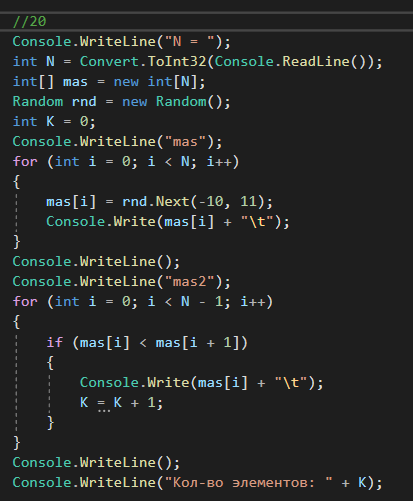 //20
Console.WriteLine("N = ");
int N = Convert.ToInt32(Console.ReadLine());
int[] mas = new int[N];
Random rnd = new Random();
int K = 0;
Console.WriteLine("mas");
for (int i = 0; i < N; i++)
{
    mas[i] = rnd.Next(-10, 11);
    Console.Write(mas[i] + "\t");
}
Console.WriteLine();
Console.WriteLine("mas2");
for (int i = 0; i < N - 1; i++)
{
    if (mas[i] < mas[i + 1])
    {
        Console.Write(mas[i] + "\t");
        K = K + 1;
    }
}
Console.WriteLine();
Console.WriteLine("Кол-во элементов: " + K);